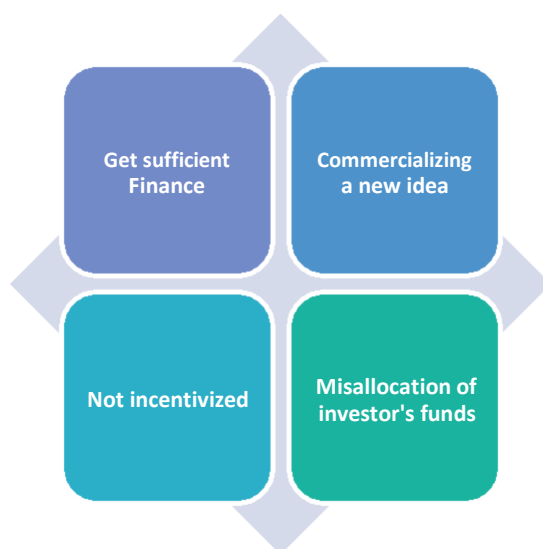 Get sufficient
Finance
Commercializing
a new idea
Not incentivized
Misallocation of
investor's funds